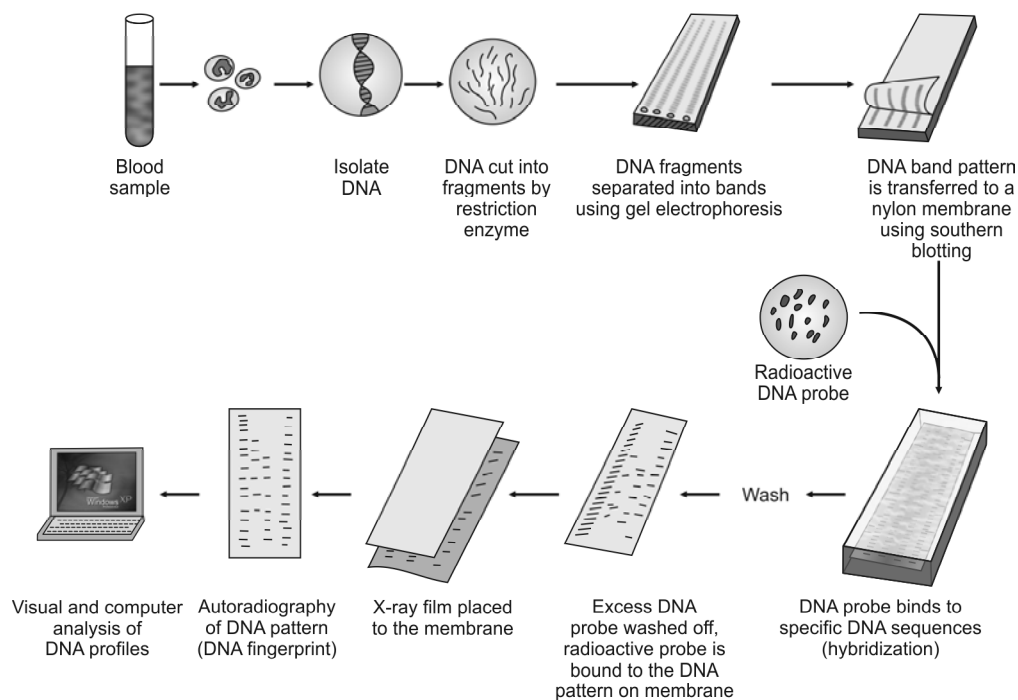 Blood
sample
Isolate
DNA
DNA cut into
fragments by
restriction
enzyme
DNA fragments
separated into bands
using gel electrophoresis
DNA band pattern
is transferred to a
nylon membrane
using southern
blotting
Radioactive
DNA probe
DNA probe binds to
specific DNA sequences
(hybridization)
Wash
Excess DNA
probe washed off,
radioactive probe is
bound to the DNA
pattern on membrane
X-ray film placed
to the membrane
Autoradiography
of DNA pattern
(DNA fingerprint)
Windows XP
Visual and computer
analysis of
DNA profiles